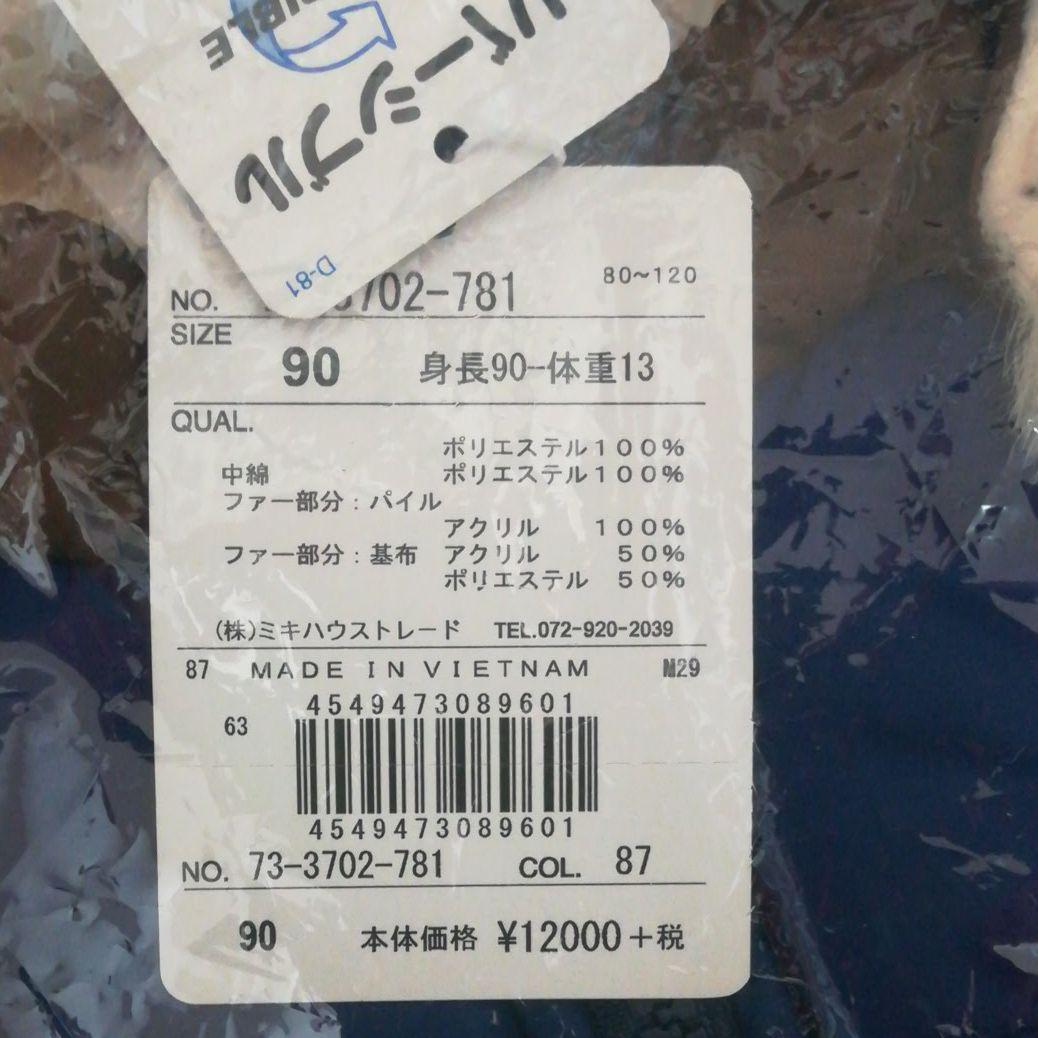 リバーシブル
D-81
NO. 3702-781 80~120
SIZE
90 身長90-体重13
QUAL.
ポリエステル100%
中綿 ポリエステル100%
ファー部分:パイル
アクリル 100%
ファー部分:基布 アクリル 50%
ポリエステル 50%
(株)ミキハウストレード TEL.072-920-2039
87 MADE IN VIETNAM M29
4549473089601
63
4549473089601
NO. 73-3702-781 COL. 87
90 本体価格 ¥12000+税